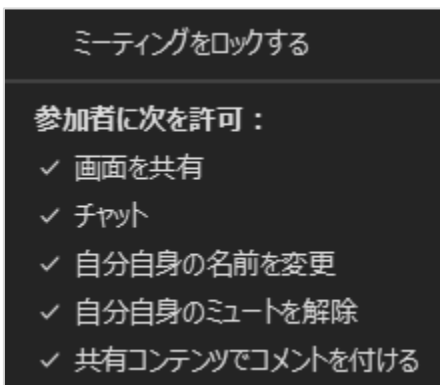 ミーティングをロックする
参加者に次を許可：
✓ 画面を共有
✓ チャット
✓ 自分自身の名前を変更
✓ 自分自身のミュートを解除
✓ 共有コンテンツでコメントを付ける